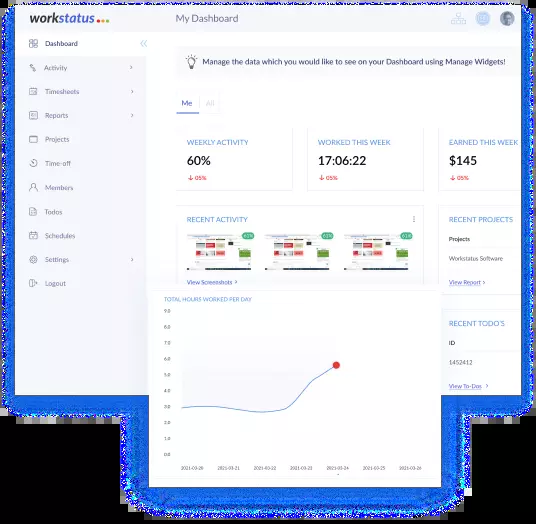 workstatus
My Dashboard
Dashboard
Activity
Timesheets
Reports
Projects
Time-off
Members
Todos
Schedules
Settings
Logout
Manage the data which you would like to see on your Dashboard using Manage Widgets!
Me
All
WEEKLY ACTIVITY
60%
05%
WORKED THIS WEEK
17:06:22
05%
EARNED THIS WEEK
$145
05%
RECENT ACTIVITY
61%
61%
61%
View Screenshots
RECENT PROJECTS
Projects
Workstatus Software
View Report
RECENT TODO'S
ID
1452412
View To-Dos
TOTAL HOURS WORKED PER DAY
9.0
7.0
6.0
5.0
4.0
3.0
2.0
1.0
0.0
2021-03-20
2021-03-21
2021-03-22
2021-03-23
2021-03-24
2021-03-25
2021-03-26